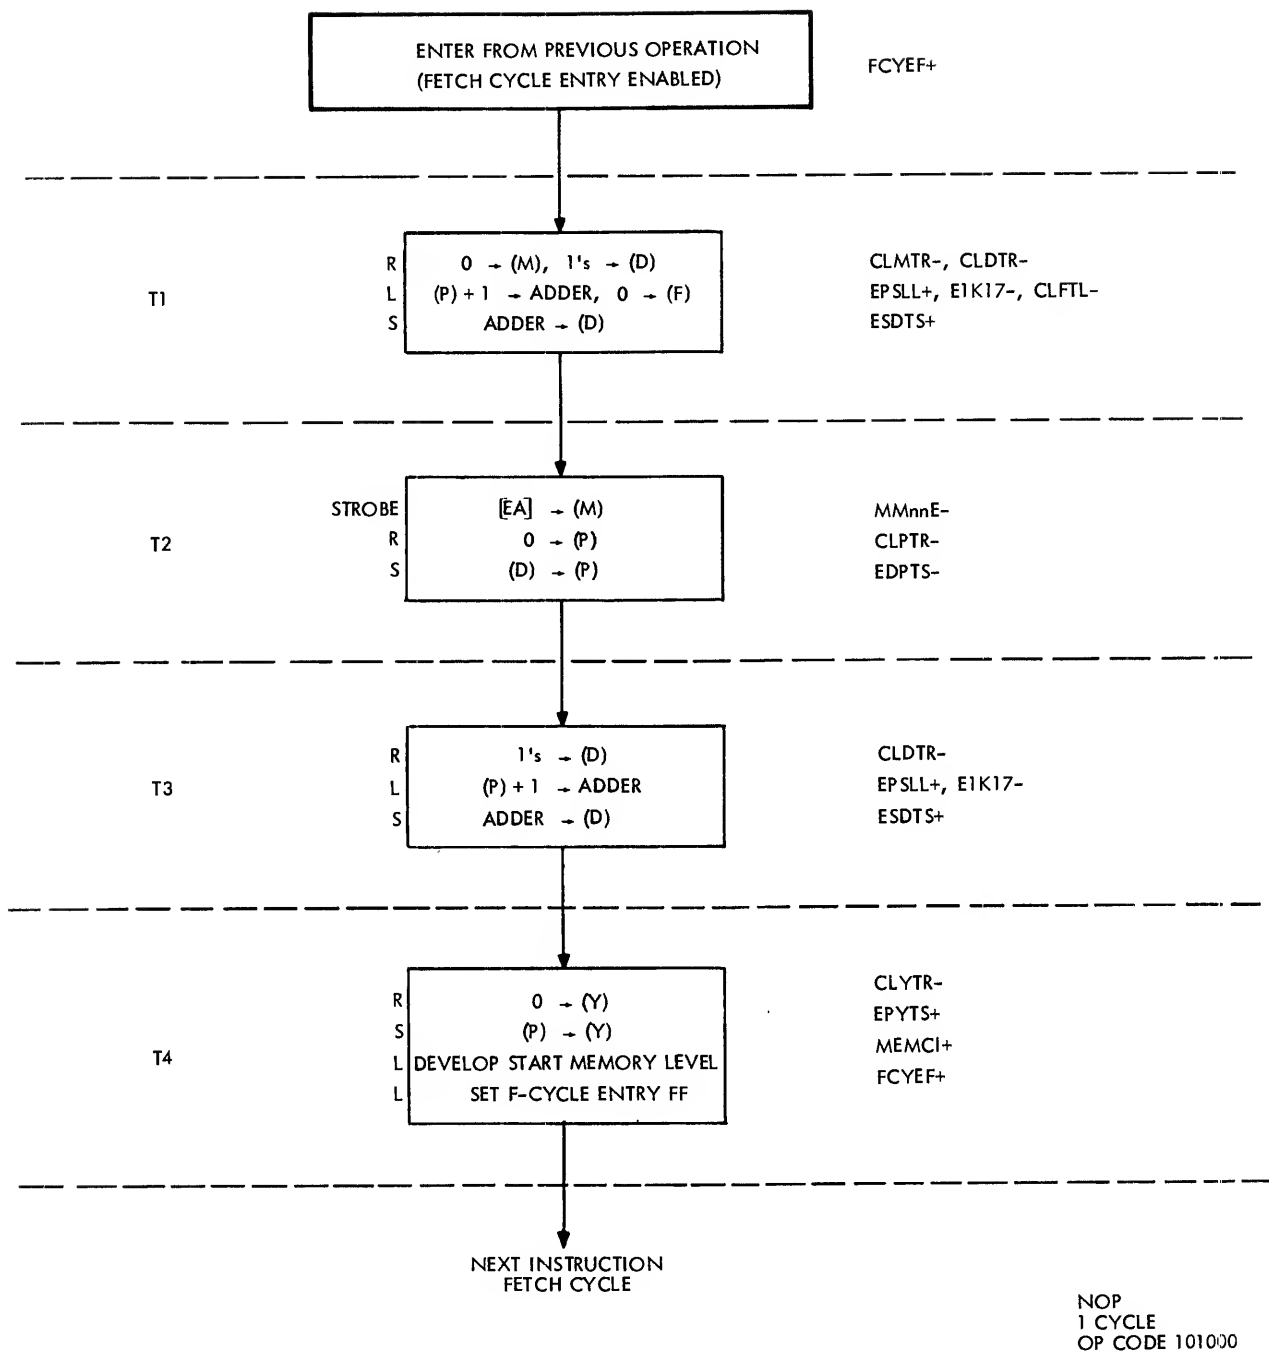 ENTER FROM PREVIOUS OPERATION
(FETCH CYCLE ENTRY ENABLED)
FCYEF+
T1
R 0 → (M), 1's → (D) CLMTR-, CLDTR-
L (P) + 1 → ADDER, 0 → (F) EPSLL+, E1K17-, CLFTL-
S ADDER → (D) ESDTS+
T2
STROBE [EA] → (M) MMnnE-
R 0 → (P) CLPTR-
S (D) → (P) EDPTS-
T3
R 1's → (D) CLDTR-
L (P) + 1 → ADDER EPSLL+, E1K17-
S ADDER → (D) ESDTS+
T4
R 0 → (Y) CLYTR-
S (P) → (Y) EPYTS+
L DEVELOP START MEMORY LEVEL MEMCI+
L SET F-CYCLE ENTRY FF FCYEF+
NEXT INSTRUCTION
FETCH CYCLE
NOP
1 CYCLE
OP CODE 101000